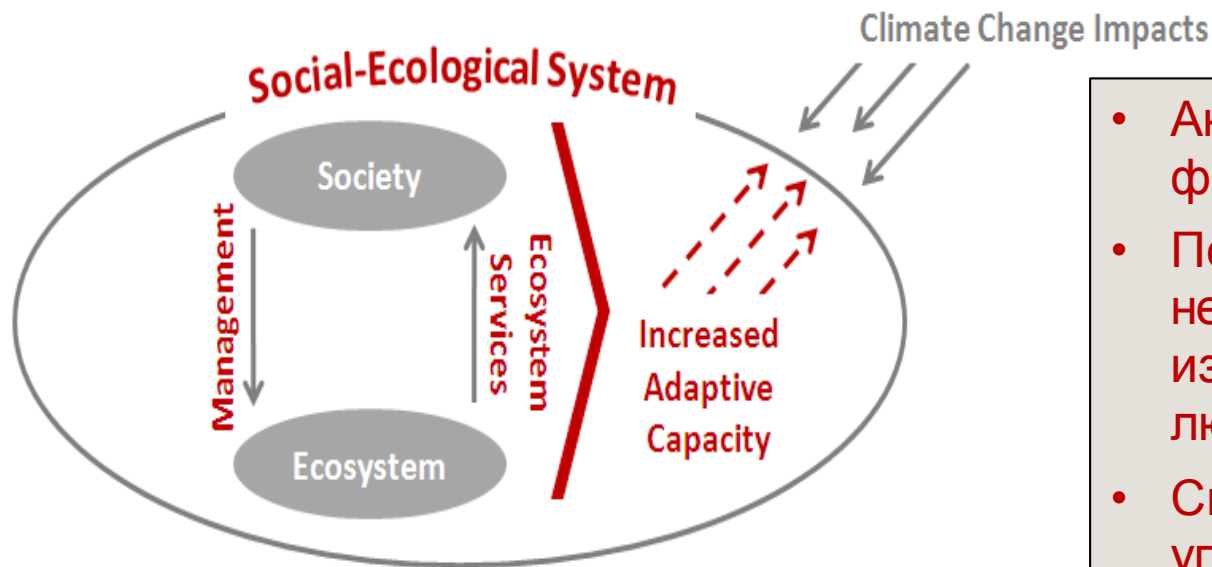 Climate Change Impacts
Social-Ecological System
Society
Management
Ecosystem
Services
Ecosystem
Increased
Adaptive
Capacity
•
•
•